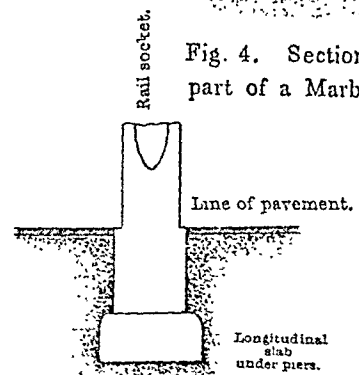 Rail socket.
Fig. 4. Section
part of a Marb
Line of pavement.
Longitudinal
slab
under piers.